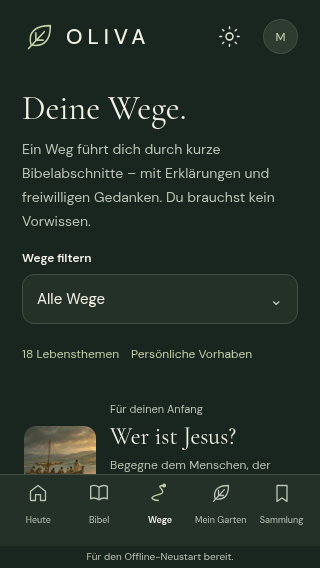 OLIVA
M
Deine Wege.
Ein Weg führt dich durch kurze
Bibelabschnitte – mit Erklärungen und
freiwilligen Gedanken. Du brauchst kein
Vorwissen.
Wege filtern
Alle Wege
18 Lebensthemen Persönliche Vorhaben
Für deinen Anfang
Wer ist Jesus?
Begegne dem Menschen, der
Heute Bibel Wege Mein Garten Sammlung
Für den Offline-Neustart bereit.